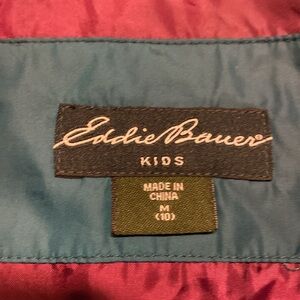 Eddie Bauer®
KIDS
MADE IN
CHINA
M
(10)